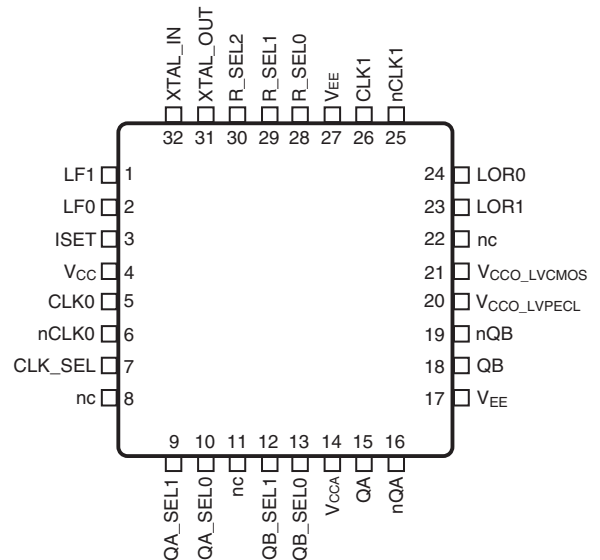 XTAL_IN
XTAL_OUT
R_SEL2
R_SEL1
R_SEL0
VEE
CLK1
nCLK1
32 31 30 29 28 27 26 25
LF1 1
LF0 2
ISET 3
VCC 4
CLK0 5
nCLK0 6
CLK_SEL 7
nc 8
24 LOR0
23 LOR1
22 nc
21 VCCO_LVCMOS
20 VCCO_LVPECL
19 nQB
18 QB
17 VEE
9 10 11 12 13 14 15 16
QA_SEL1
QA_SEL0
nc
QB_SEL1
QB_SEL0
VCCA
QA
nQA